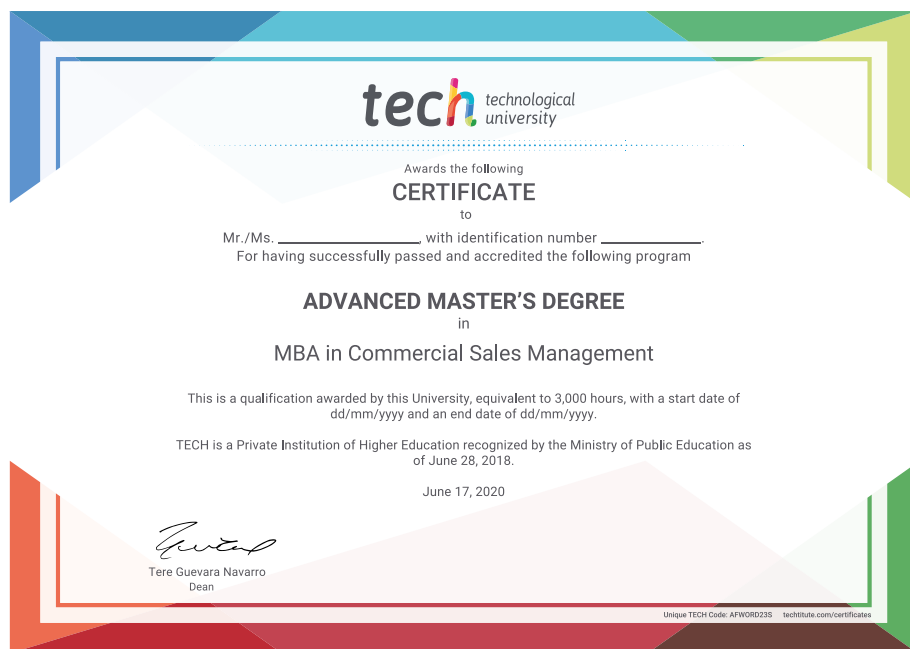 tech technological
university
Awards the following
CERTIFICATE
to
Mr./Ms. ____________________, with identification number ______________.
For having successfully passed and accredited the following program
ADVANCED MASTER'S DEGREE
in
MBA in Commercial Sales Management
This is a qualification awarded by this University, equivalent to 3,000 hours, with a start date of
dd/mm/yyyy and an end date of dd/mm/yyyy.
TECH is a Private Institution of Higher Education recognized by the Ministry of Public Education as
of June 28, 2018.
June 17, 2020
Tere Guevara Navarro
Dean
Unique TECH Code: AFWORD23S techtitute.com/certificates